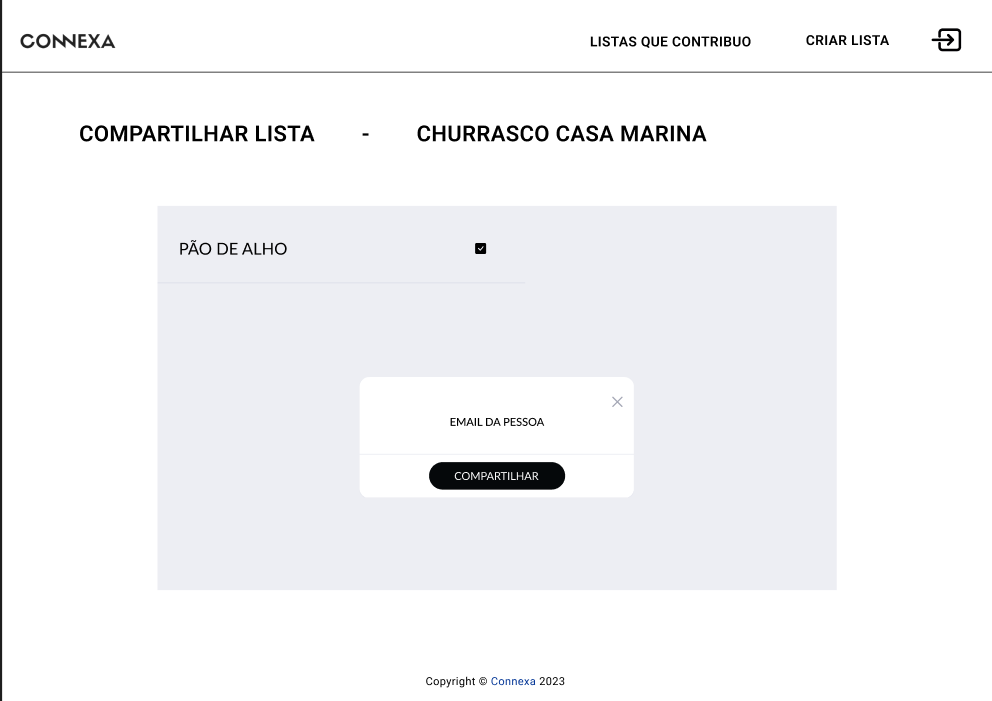 CONNEXA
LISTAS QUE CONTRIBUO
CRIAR LISTA
COMPARTILHAR LISTA - CHURRASCO CASA MARINA
PÃO DE ALHO
EMAIL DA PESSOA
COMPARTILHAR
Copyright © Connexa 2023